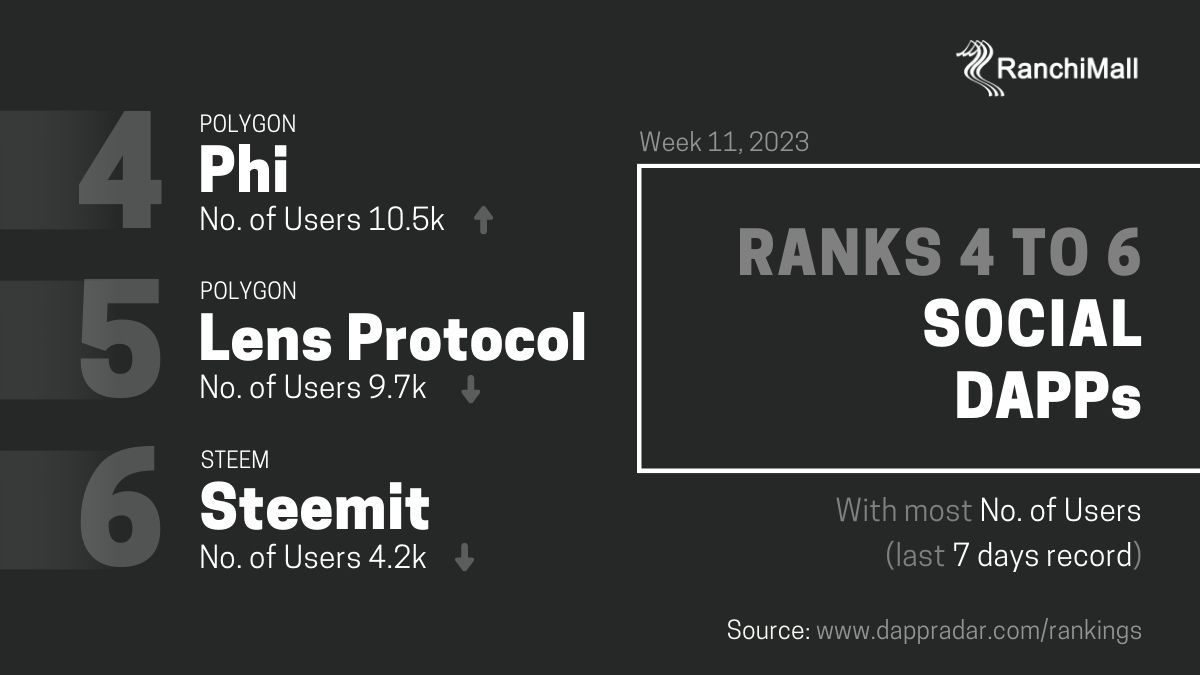 RanchiMall
4
POLYGON
Phi
No. of Users 10.5k
5
POLYGON
Lens Protocol
No. of Users 9.7k
6
STEEM
Steemit
No. of Users 4.2k
Week 11, 2023
RANKS 4 TO 6
SOCIAL
DAPPs
With most No. of Users
(last 7 days record)
Source: www.dappradar.com/rankings